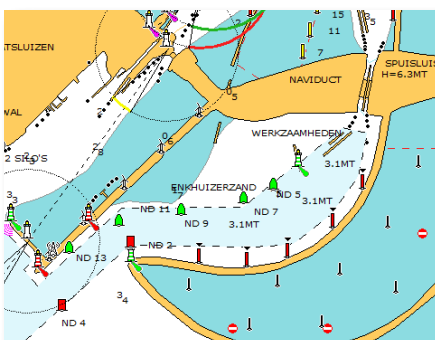 15
11
7
ATSLUIZEN
SPUISLUIS
H=6.3MT
NAVIDUCT
WAL
WERKZAAMHEDEN
2 SKO'S
3.1MT
ENKHUIZERZAND
ND 5
3.1MT
ND 11
ND 7
ND 9
3.1MT
ND 2
ND 13
ND 4